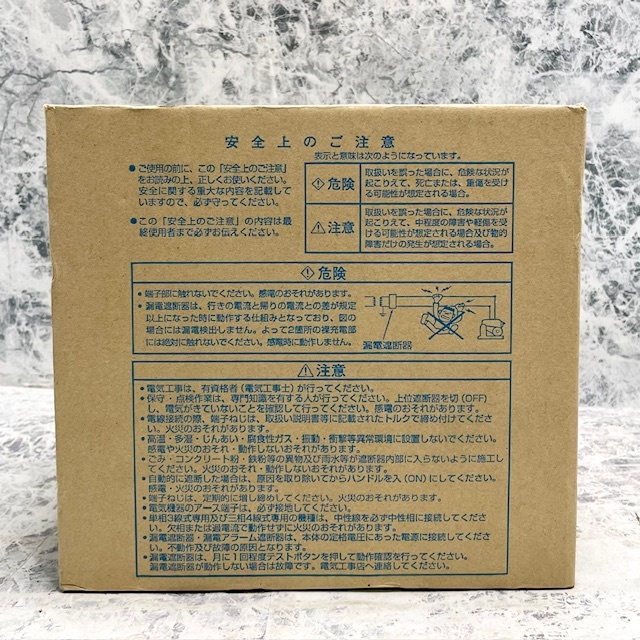 安全上のご注意
表示と意味は次のようになっています。
●ご使用の前に、この「安全上のご注意」
をお読みの上、正しくお使いください。
安全に関する重大な内容を記載して
いますので、必ず守ってください。
●この「安全上のご注意」の内容は最
終使用者まで必ずお伝えください。
危険
取扱いを誤った場合に、危険な状況が
起こりえて、死亡または、重傷を受け
る可能性が想定される場合。
注意
取扱いを誤った場合に、危険な状況が
起こりえて、中程度の障害や軽傷を受
ける可能性が想定される場合及び物的
障害だけの発生が想定される場合。
危険
●端子部に触れないでください。感電のおそれがあります。
●漏電遮断器は、行きの電流と帰りの電流との差が規定
以上になった時に動作する仕組みとなっており、図の
場合には漏電検出しません。よって2箇所の裸充電部
には絶対に触れないでください。感電時に動作しません。
漏電遮断器
注意
●電気工事は、有資格者(電気工事士)が行ってください。
●保守・点検作業は、専門知識を有する人が行ってください。上位遮断器を切(OFF)
し、電気がきていないことを確認して行ってください。感電のおそれがあります。
●電線接続の際、端子ねじは、取扱い説明書等に記載されたトルクで締め付けてくださ
い。火災のおそれがあります。
●高温・多湿・じんあい・腐食性ガス・振動・衝撃等異常環境に設置しないでください。
感電や火災のおそれ・動作しないおそれがあります。
●ごみ・コンクリート粉・鉄粉等の異物及び雨水等が遮断器内部に入らないように施工し
てください。火災のおそれ・動作しないおそれがあります。
●自動的に遮断した場合は、原因を取り除いてからハンドルを入(ON)にしてください。
感電・火災のおそれがあります。
●端子ねじは、定期的に増し締めしてください。火災のおそれがあります。
●電気機器のアース端子は、必ず接地してください。
●単相3線式専用及び三相4線式専用の機種は、中性線を必ず中性相に接続してくださ
い。欠相または過電流で動作せずに火災のおそれがあります。
●漏電遮断器・漏電アラーム遮断器は、本体の定格電圧にあった電源に接続してくださ
い。不動作及び故障の原因となります。
●漏電遮断器は、月に1回程度テストボタンを押して動作確認を行ってください。
漏電遮断器が動作しない場合は故障です。電気工事店へ連絡してください。